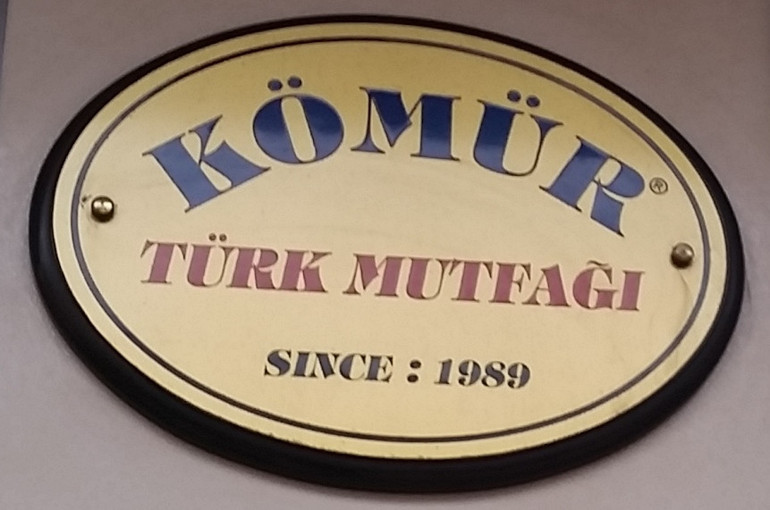 KÖMÜR®
TÜRK MUTFAĞI
SINCE : 1989